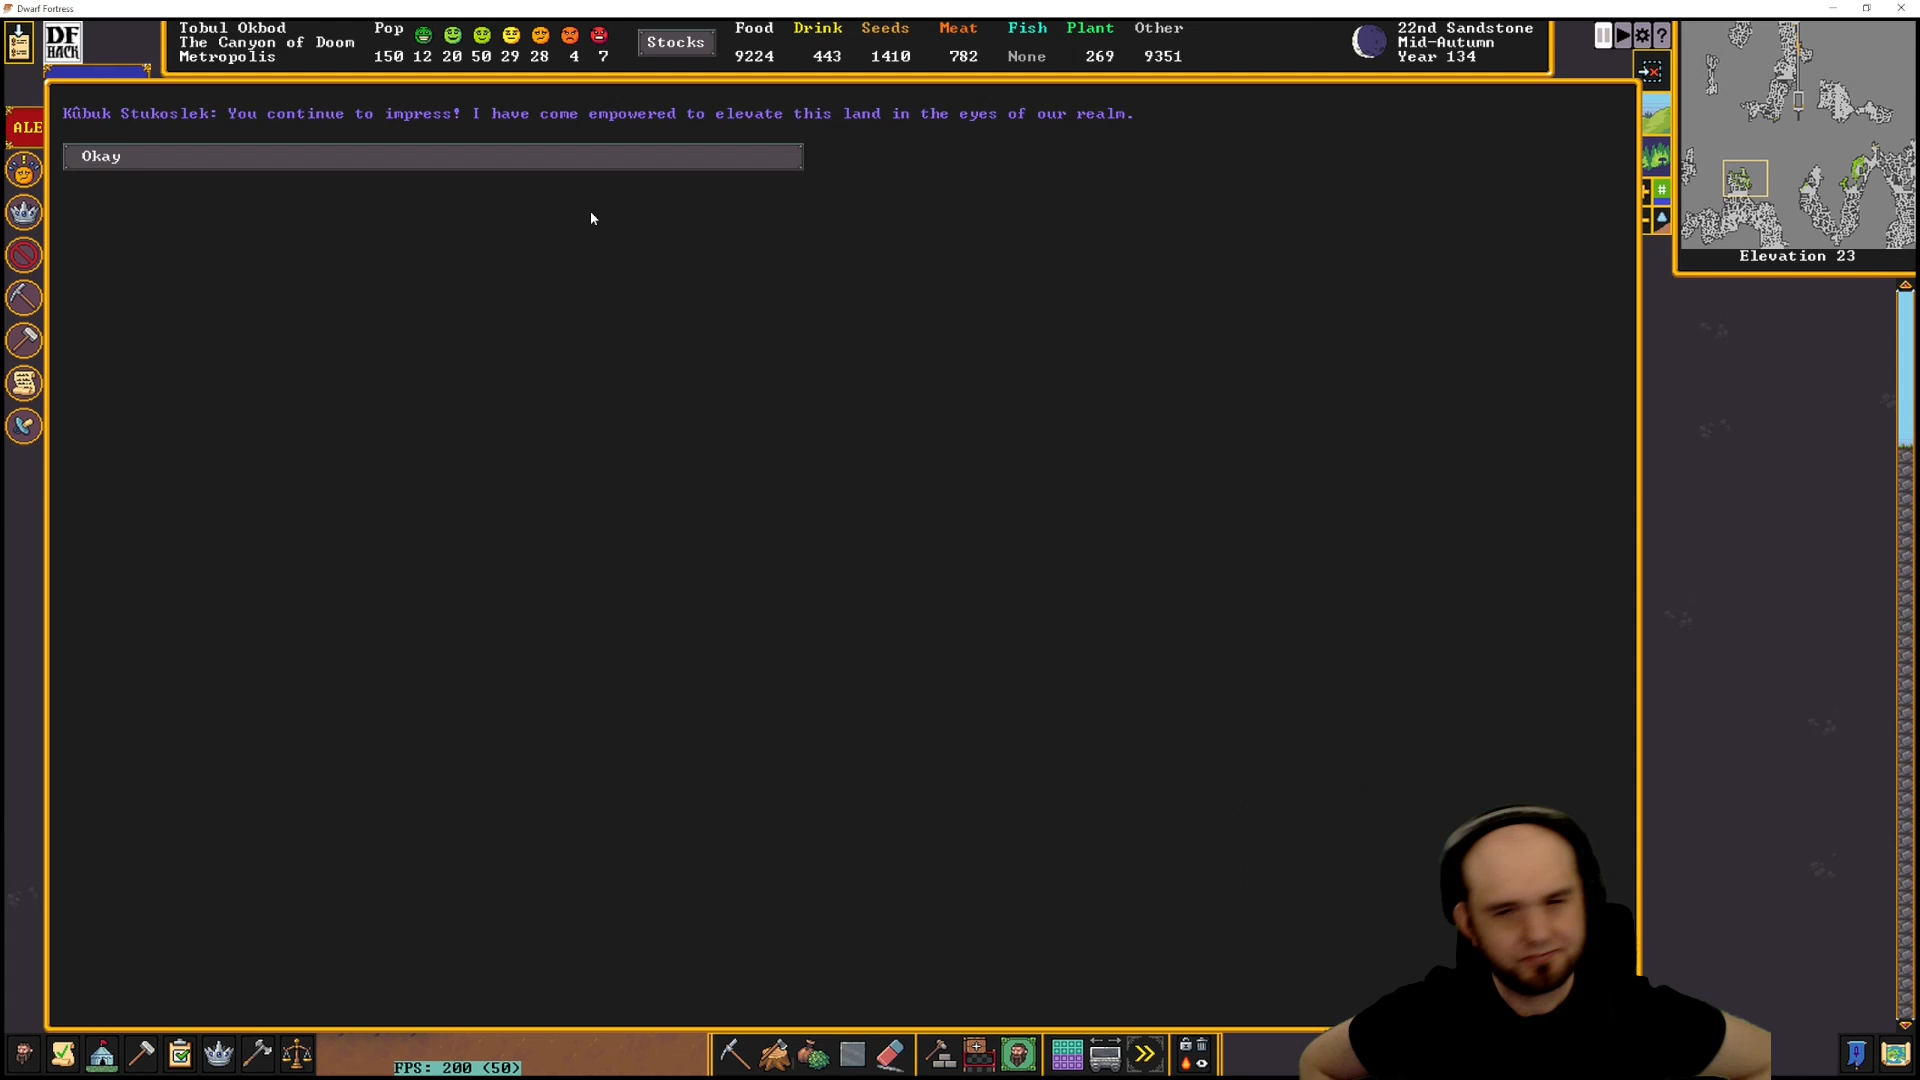 Dwarf Fortress
DF
HACK
Tobul Okbod
The Canyon of Doom
Metropolis
Pop
150 12 20 50 29 28 4 7
Stocks
Food Drink Seeds Meat Fish Plant Other
9224 443 1410 782 None 269 9351
22nd Sandstone
Mid-Autumn
Year 134
?
ALE
Kûbuk Stukoslek: You continue to impress! I have come empowered to elevate this land in the eyes of our realm.
Okay
#
Elevation 23
FPS: 200 (50)